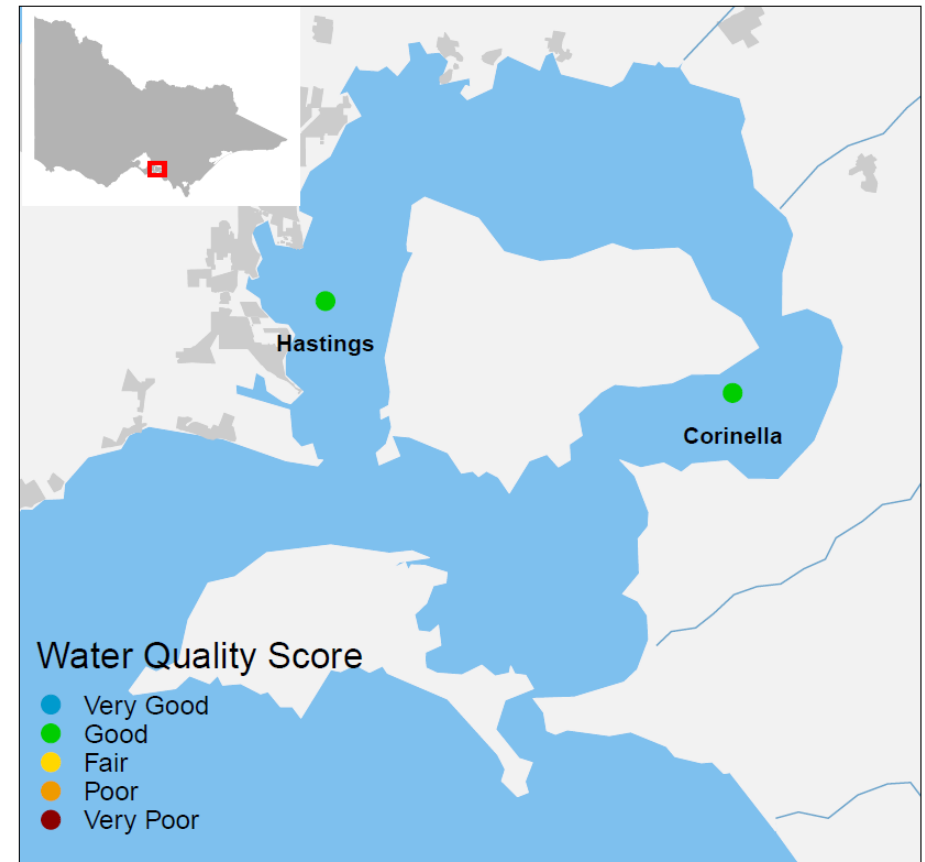 Hastings
Corinella
Water Quality Score
Very Good
Good
Fair
Poor
Very Poor